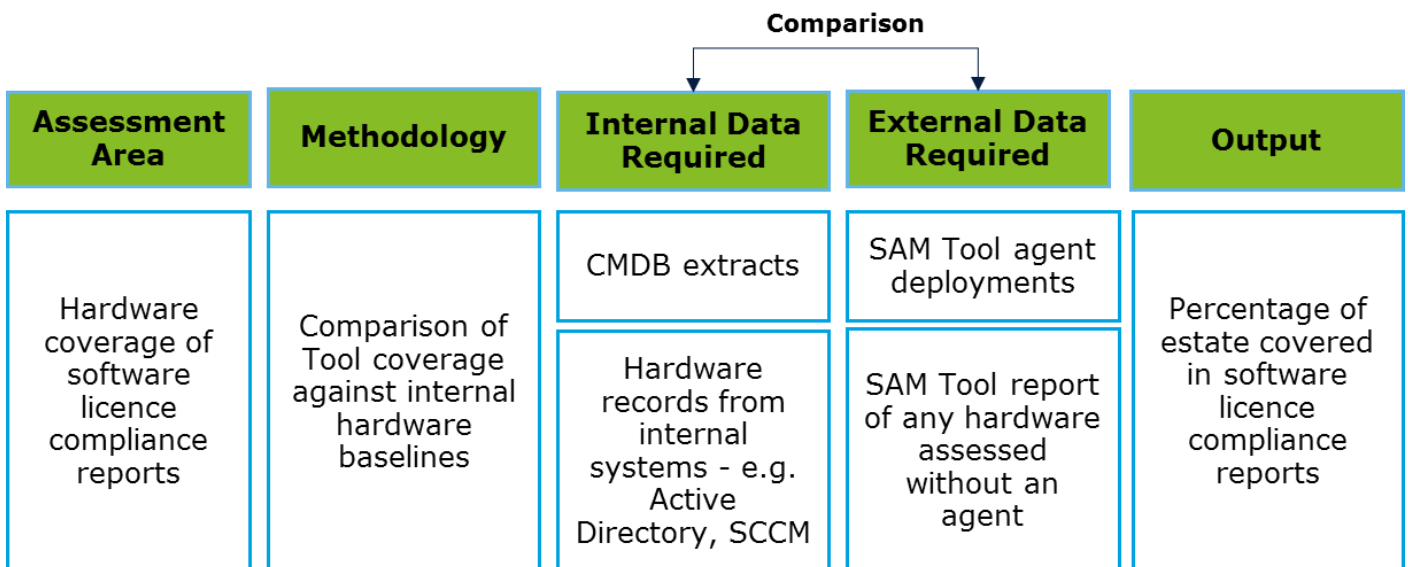 Comparison
Assessment
Area
Methodology
Internal Data
Required
External Data
Required
Output
Hardware
coverage of
software
licence
compliance
reports
Comparison of
Tool coverage
against internal
hardware
baselines
CMDB extracts
Hardware
records from
internal
systems - e.g.
Active
Directory, SCCM
SAM Tool agent
deployments
SAM Tool report
of any hardware
assessed
without an
agent
Percentage of
estate covered
in software
licence
compliance
reports